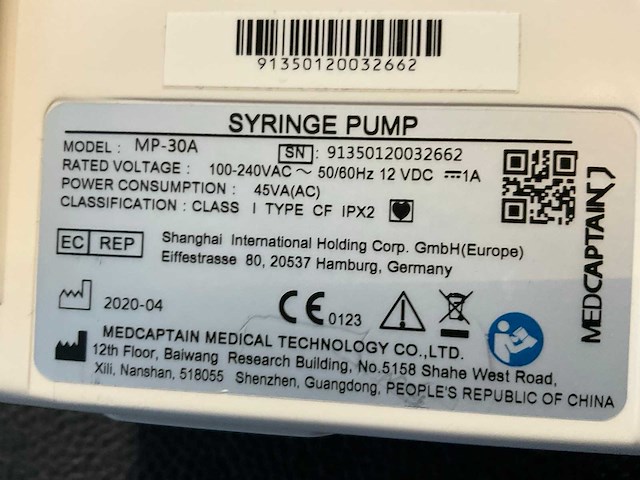 91350120032662
SYRINGE PUMP
MODEL : MP-30A
SN : 91350120032662
RATED VOLTAGE : 100-240VAC ~ 50/60Hz 12 VDC ⎓1A
POWER CONSUMPTION : 45VA(AC)
CLASSIFICATION : CLASS I TYPE CF IPX2
EC REP
Shanghai International Holding Corp. GmbH(Europe)
Eiffestrasse 80, 20537 Hamburg, Germany
2020-04
CE 0123
MEDCAPTAIN MEDICAL TECHNOLOGY CO.,LTD.
12th Floor, Baiwang Research Building, No.5158 Shahe West Road,
Xili, Nanshan, 518055 Shenzhen, Guangdong, PEOPLE'S REPUBLIC OF CHINA
MEDCAPTAIN